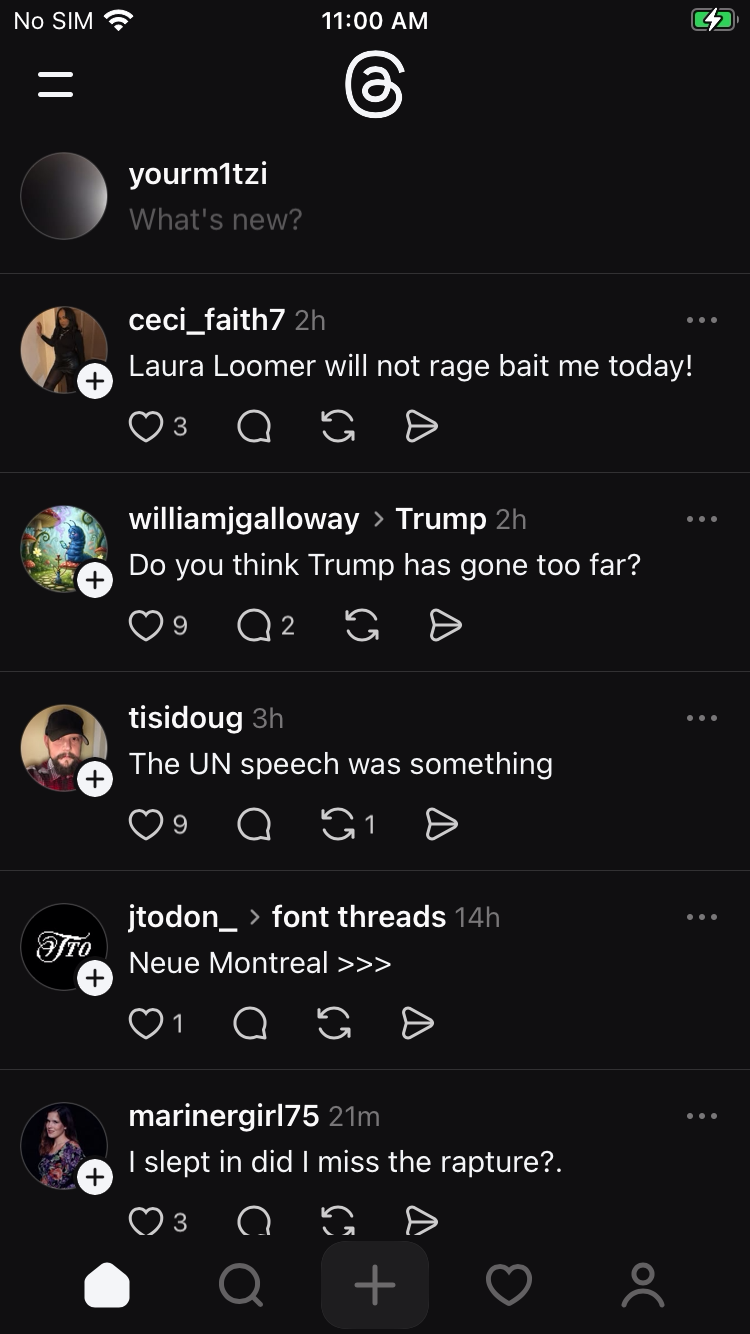 No SIM 11:00 AM
yourm1tzi
What's new?
ceci_faith7 2h
Laura Loomer will not rage bait me today!
3
williamjgalloway > Trump 2h
Do you think Trump has gone too far?
9 2
tisidoug 3h
The UN speech was something
9 1
JTO
jtodon_ > font threads 14h
Neue Montreal >>>
1
marinergirl75 21m
I slept in did I miss the rapture?.
3